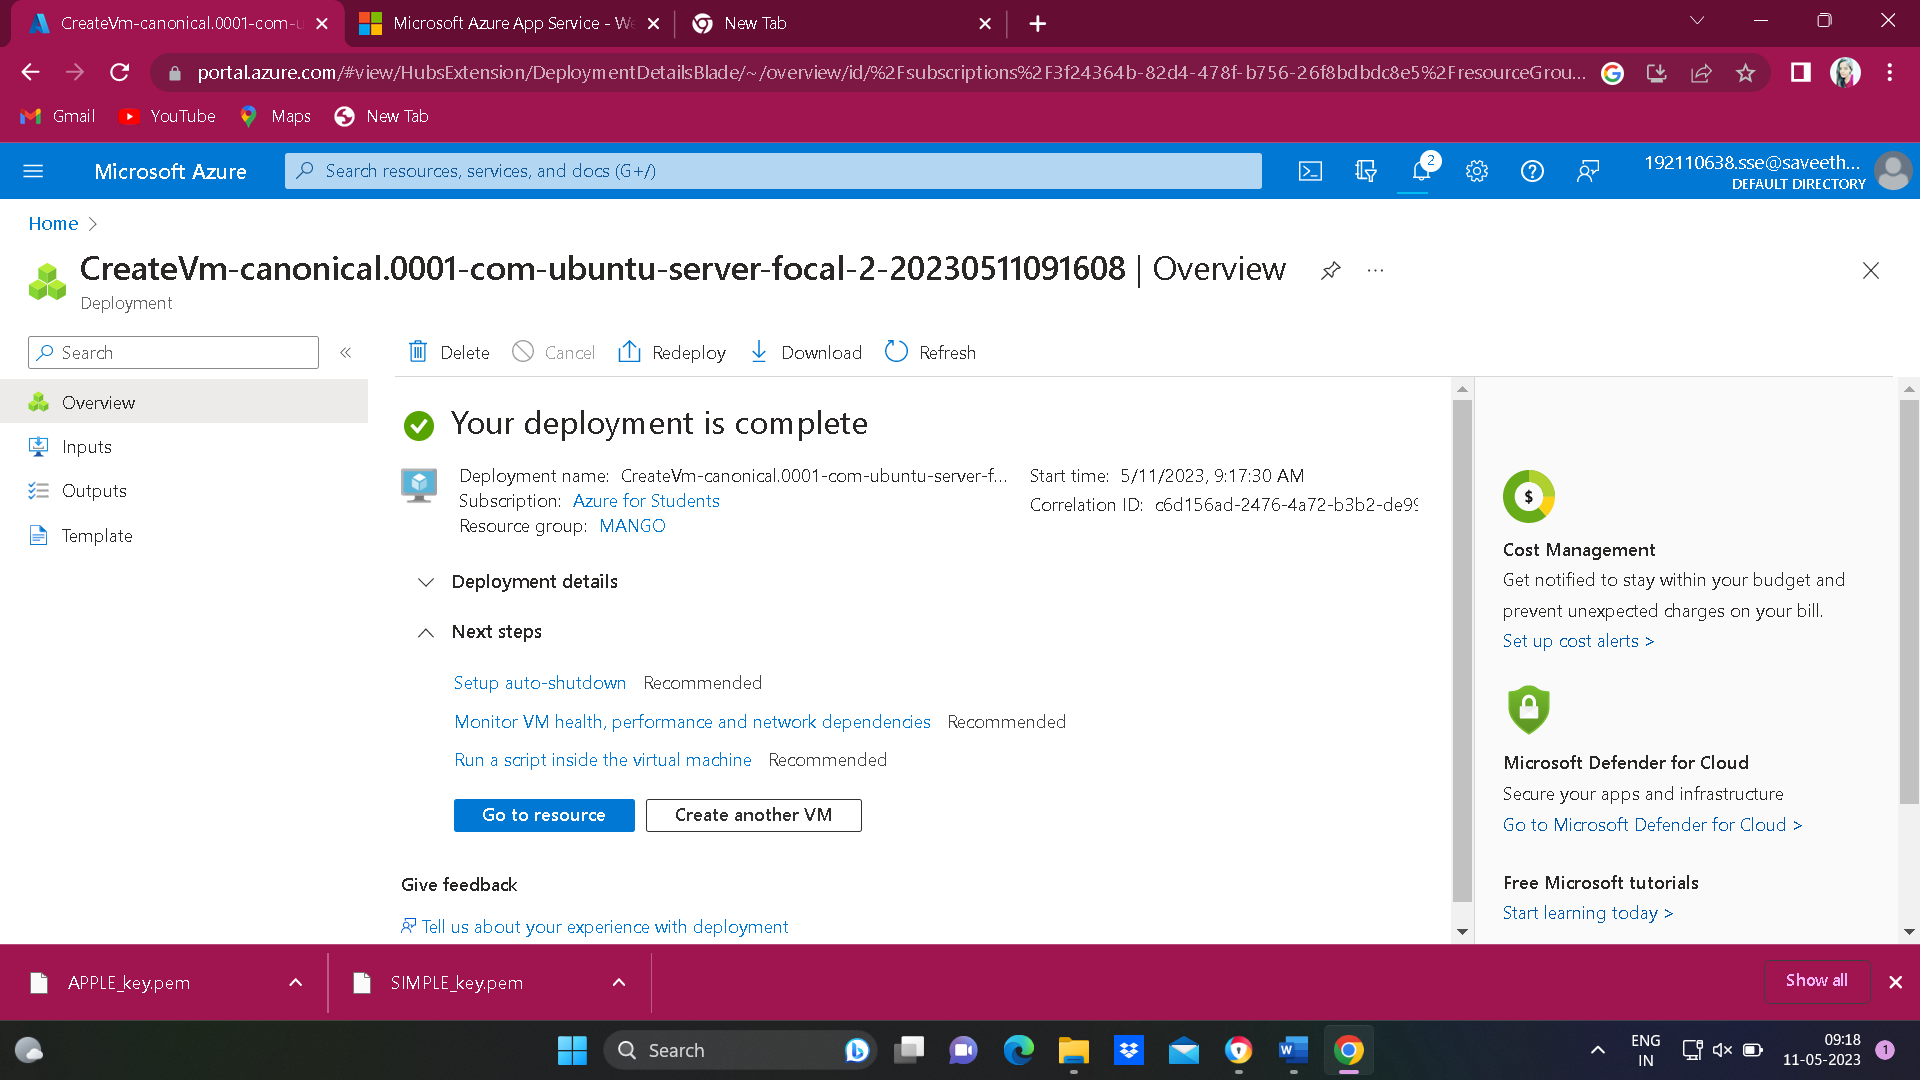 CreateVm-canonical.0001-com-u
Microsoft Azure App Service - We
New Tab
portal.azure.com/#view/HubsExtension/DeploymentDetailsBlade/~/overview/id/%2Fsubscriptions%2F3f24364b-82d4-478f-b756-26f8bdbdc8e5%2FresourceGrou...
Gmail
YouTube
Maps
New Tab
Microsoft Azure
Search resources, services, and docs (G+/)
2
192110638.sse@saveeth...
DEFAULT DIRECTORY
Home
CreateVm-canonical.0001-com-ubuntu-server-focal-2-20230511091608 | Overview
...
Deployment
Search
Delete
Cancel
Redeploy
Download
Refresh
Overview
Inputs
Outputs
Template
Your deployment is complete
Deployment name: CreateVm-canonical.0001-com-ubuntu-server-f...
Subscription: Azure for Students
Resource group: MANGO
Start time: 5/11/2023, 9:17:30 AM
Correlation ID: c6d156ad-2476-4a72-b3b2-de99
Deployment details
Next steps
Setup auto-shutdown Recommended
Monitor VM health, performance and network dependencies Recommended
Run a script inside the virtual machine Recommended
Go to resource
Create another VM
Give feedback
Tell us about your experience with deployment
Cost Management
Get notified to stay within your budget and
prevent unexpected charges on your bill.
Set up cost alerts >
Microsoft Defender for Cloud
Secure your apps and infrastructure
Go to Microsoft Defender for Cloud >
Free Microsoft tutorials
Start learning today >
APPLE_key.pem
SIMPLE_key.pem
Show all
Search
ENG
IN
09:18
11-05-2023
1